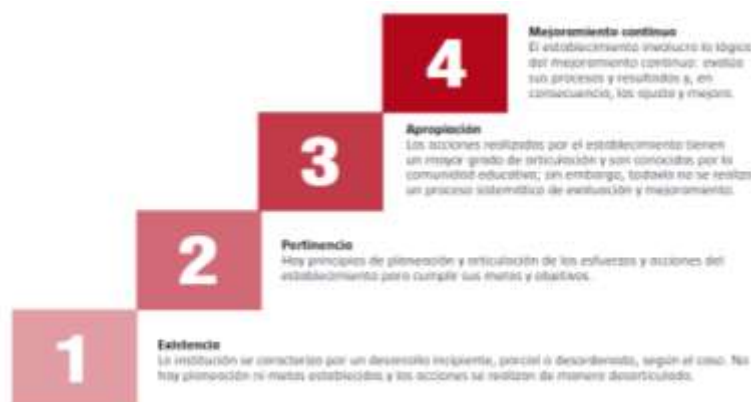 4
Mejoramiento continuo
El establecimiento involucra la lógica
del mejoramiento continuo: evalúa
sus procesos y resultados y, en
consecuencia, los ajusta y mejora.
3
Apropiación
Las acciones realizadas por el establecimiento tienen
un mayor grado de articulación y son conocidas por la
comunidad educativa; sin embargo, todavía no se realiza
un proceso sistemático de evaluación y mejoramiento.
2
Pertinencia
Hay principios de planeación y articulación de los esfuerzos y acciones del
establecimiento para cumplir sus metas y objetivos.
1
Existencia
La institución se caracteriza por un desarrollo incipiente, parcial o desordenado, según el caso. No
hay planeación ni metas establecidas y las acciones se realizan de manera desarticulada.